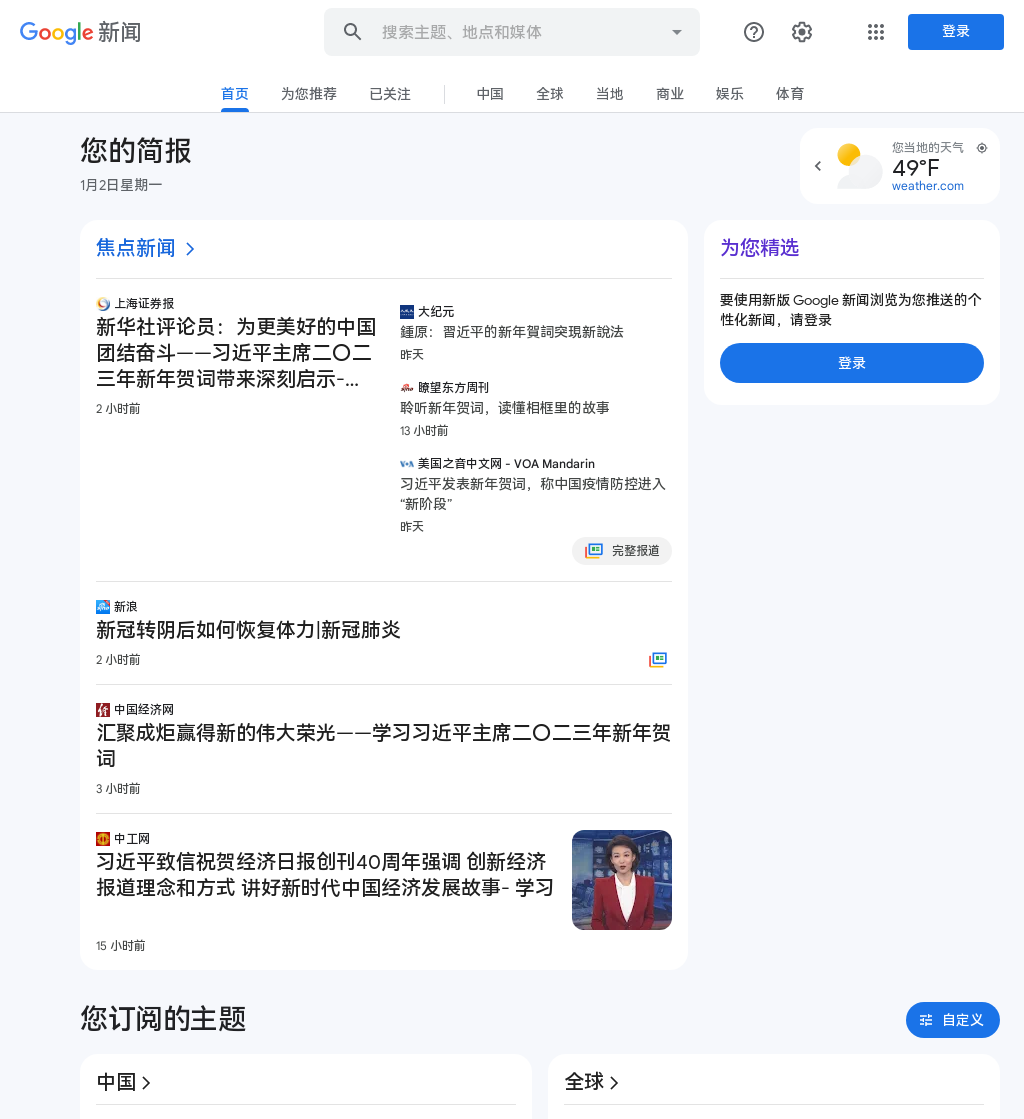 Google 新闻
搜索主题、地点和媒体
登录
首页
为您推荐
已关注
中国
全球
当地
商业
娱乐
体育
您的简报
1月2日星期一
您当地的天气
49°F
weather.com
焦点新闻
上海证券报
新华社评论员：为更美好的中国
团结奋斗——习近平主席二〇二
三年新年贺词带来深刻启示-...
2 小时前
大纪元
鍾原：習近平的新年賀詞突現新說法
昨天
瞭望东方周刊
聆听新年贺词，读懂相框里的故事
13 小时前
美国之音中文网 - VOA Mandarin
习近平发表新年贺词，称中国疫情防控进入
“新阶段”
昨天
完整报道
新浪
新冠转阴后如何恢复体力|新冠肺炎
2 小时前
中国经济网
汇聚成炬赢得新的伟大荣光——学习习近平主席二〇二三年新年贺
词
3 小时前
中工网
习近平致信祝贺经济日报创刊40周年强调 创新经济
报道理念和方式 讲好新时代中国经济发展故事- 学习
15 小时前
为您精选
要使用新版 Google 新闻浏览为您推送的个
性化新闻，请登录
登录
您订阅的主题
自定义
中国
全球